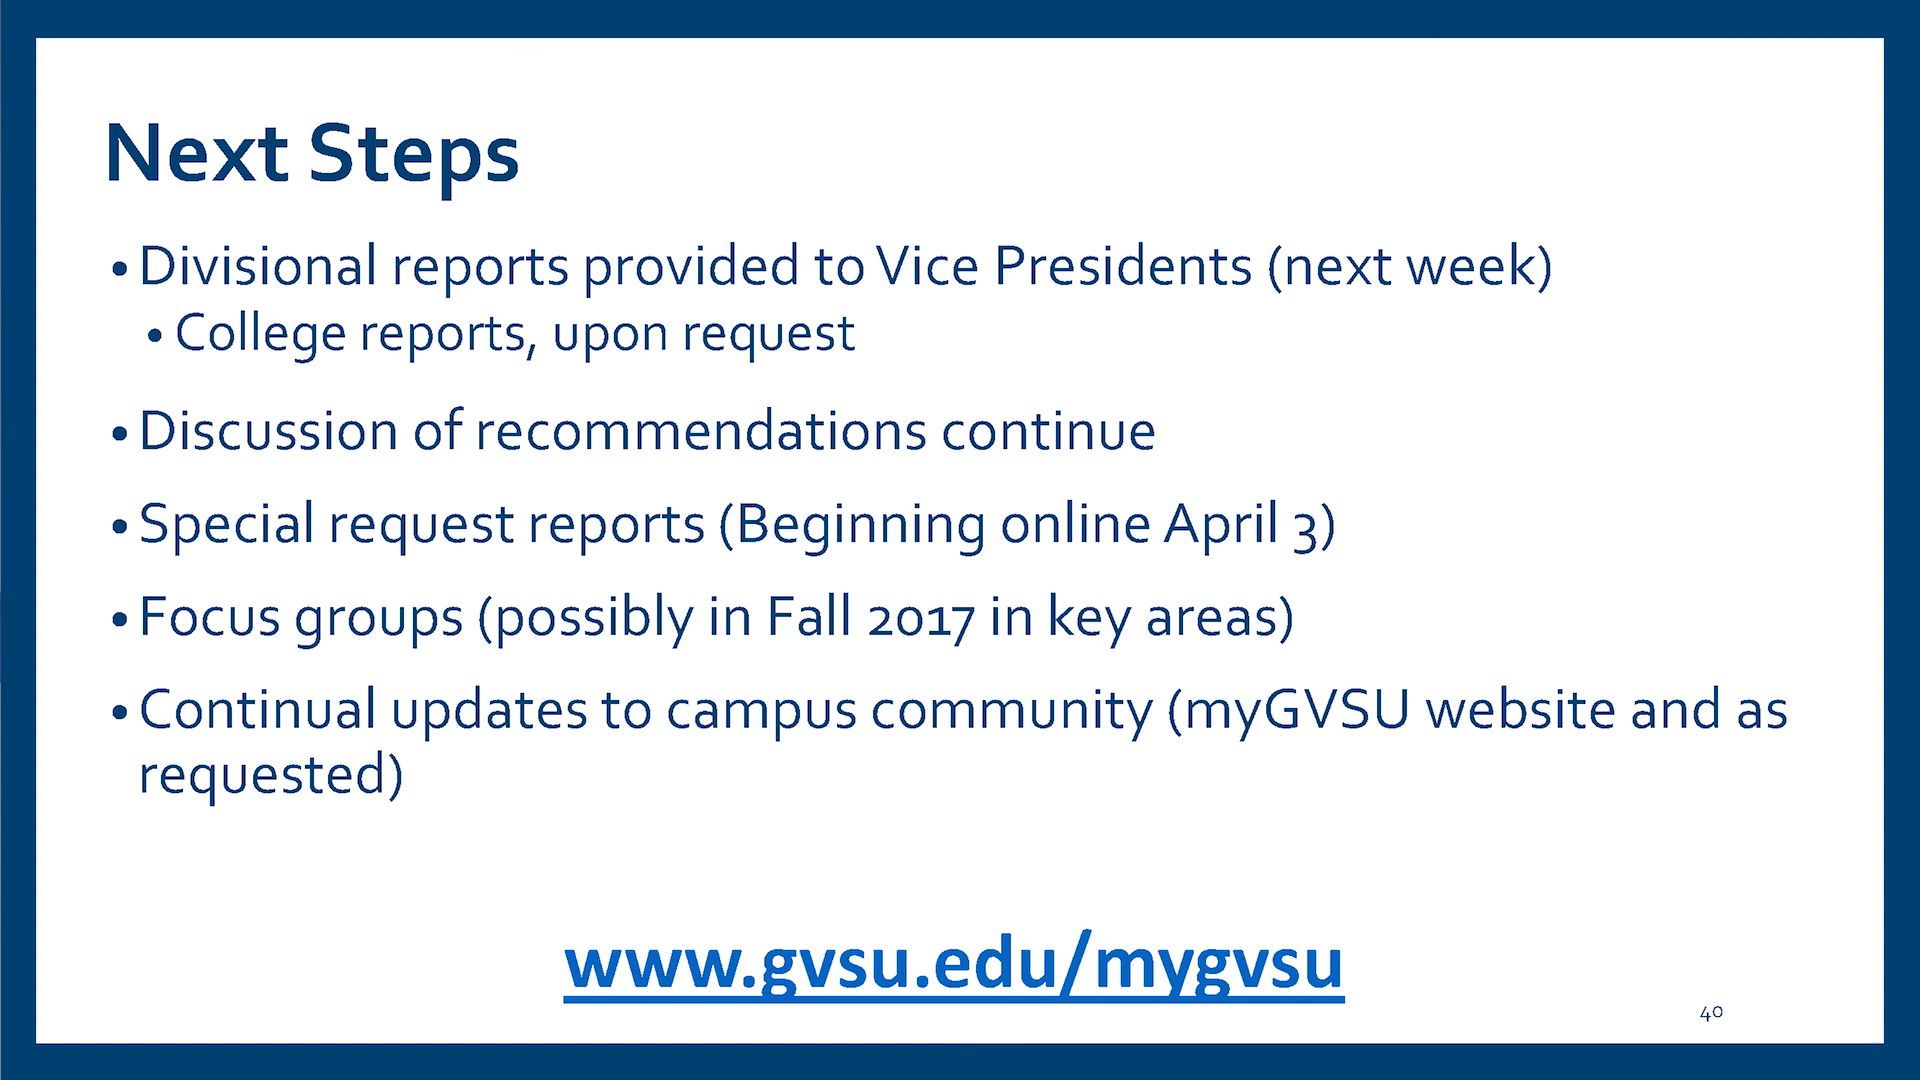 Next Steps
• Divisional reports provided to Vice Presidents (next week)
• College reports, upon request
• Discussion of recommendations continue
• Special request reports (Beginning online April 3)
• Focus groups (possibly in Fall 2017 in key areas)
• Continual updates to campus community (myGVSU website and as
requested)
www.gvsu.edu/mygvsu
40